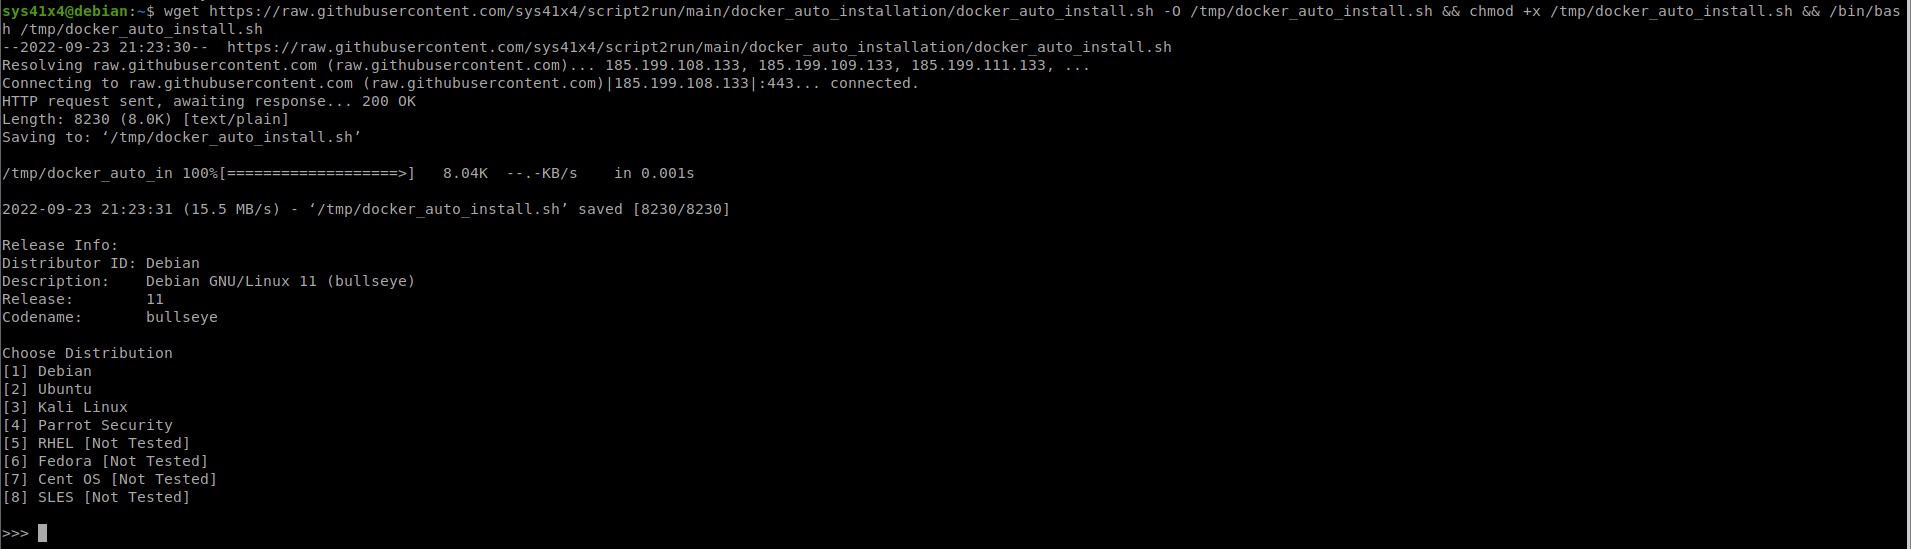 sys41x4@debian:~$ wget https://raw.githubusercontent.com/sys41x4/script2run/main/docker_auto_installation/docker_auto_install.sh -O /tmp/docker_auto_install.sh && chmod +x /tmp/docker_auto_install.sh && /bin/bas
h /tmp/docker_auto_install.sh
--2022-09-23 21:23:30--  https://raw.githubusercontent.com/sys41x4/script2run/main/docker_auto_installation/docker_auto_install.sh
Resolving raw.githubusercontent.com (raw.githubusercontent.com)... 185.199.108.133, 185.199.109.133, 185.199.111.133, ...
Connecting to raw.githubusercontent.com (raw.githubusercontent.com)|185.199.108.133|:443... connected.
HTTP request sent, awaiting response... 200 OK
Length: 8230 (8.0K) [text/plain]
Saving to: ‘/tmp/docker_auto_install.sh’
/tmp/docker_auto_in 100%[===================>]   8.04K  --.-KB/s    in 0.001s
2022-09-23 21:23:31 (15.5 MB/s) - ‘/tmp/docker_auto_install.sh’ saved [8230/8230]
Release Info:
Distributor ID: Debian
Description:    Debian GNU/Linux 11 (bullseye)
Release:        11
Codename:       bullseye
Choose Distribution
[1] Debian
[2] Ubuntu
[3] Kali Linux
[4] Parrot Security
[5] RHEL [Not Tested]
[6] Fedora [Not Tested]
[7] Cent OS [Not Tested]
[8] SLES [Not Tested]
>>>